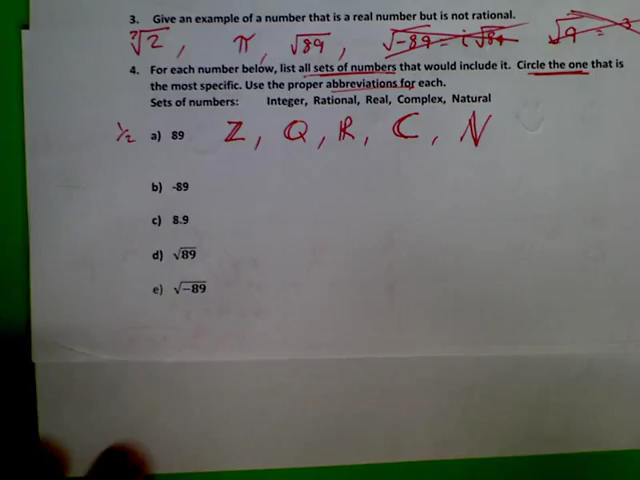 3. Give an example of a number that is a real number but is not rational.
∛2, π, √89, √-89 = i√89 √9 = 3
4. For each number below, list all sets of numbers that would include it. Circle the one that is
the most specific. Use the proper abbreviations for each.
Sets of numbers: Integer, Rational, Real, Complex, Natural
½ a) 89 ℤ, ℚ, ℝ, ℂ, ℕ
b) -89
c) 8.9
d) √89
e) √−89